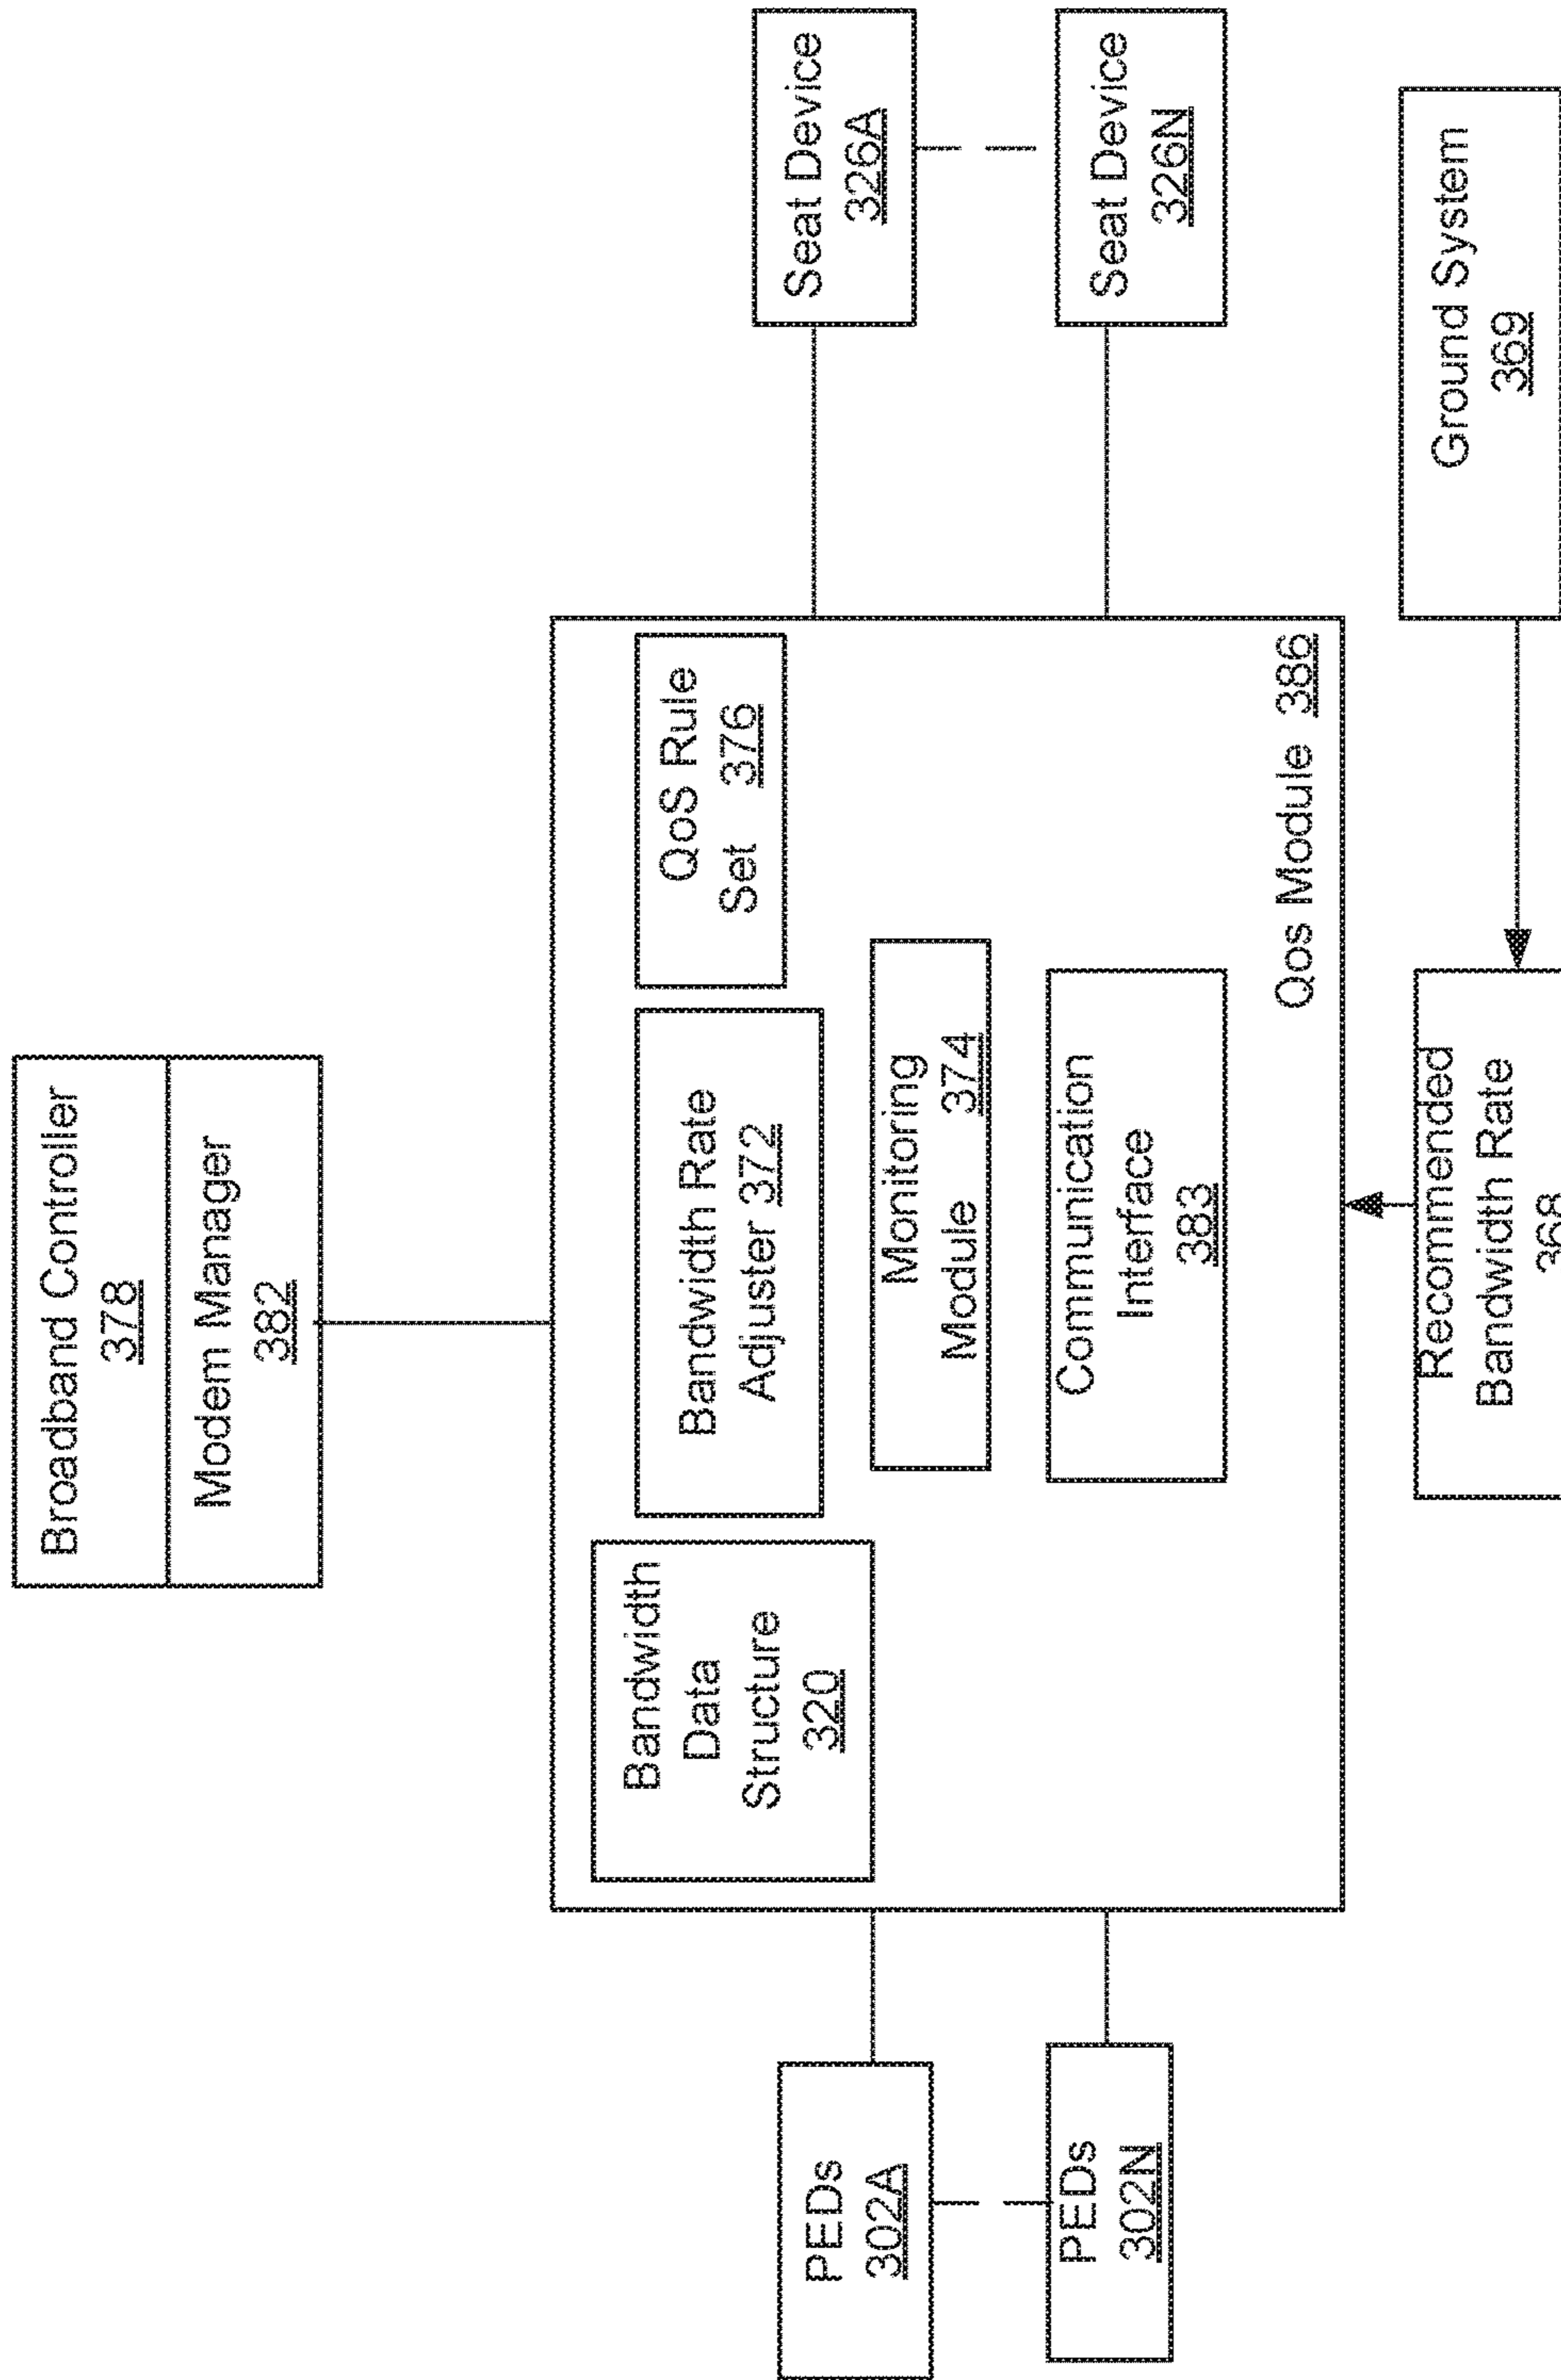 Broadband Controller
378
Modem Manager
382
Bandwidth
Data
Structure
320
Bandwidth Rate
Adjuster 372
QoS Rule
Set 376
Monitoring
Module 374
Communication
Interface
383
Qos Module 386
PEDs
302A
PEDs
302N
Seat Device
326A
Seat Device
326N
Recommended
Bandwidth Rate
368
Ground System
369